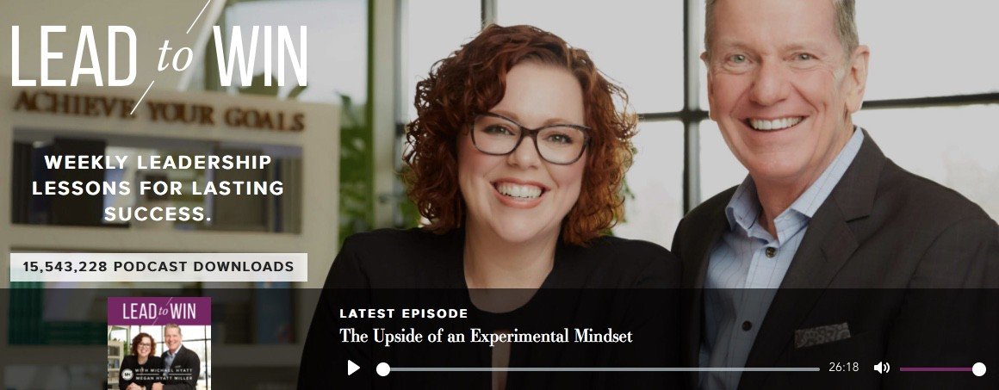 LEAD to WIN
ACHIEVE YOUR GOALS
WEEKLY LEADERSHIP
LESSONS FOR LASTING
SUCCESS.
15,543,228 PODCAST DOWNLOADS
LEAD to WIN
WITH MICHAEL HYATT
MH
&
MEGAN HYATT MILLER
LATEST EPISODE
The Upside of an Experimental Mindset
26:18